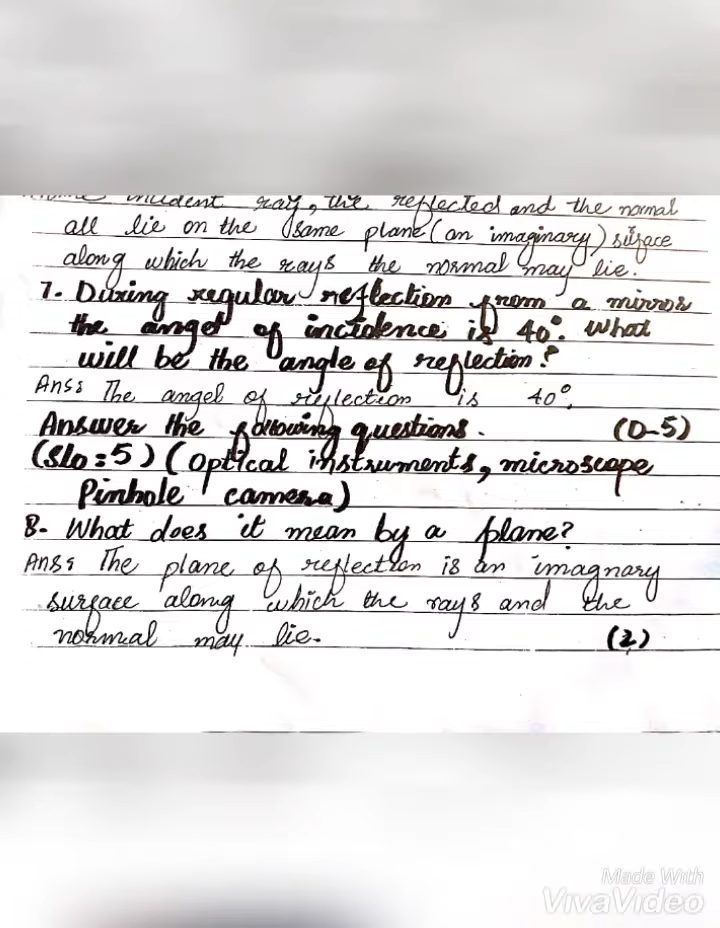 incident ray, the reflected and the normal
all lie on the same plane (an imaginary) surface
along which the rays the normal may lie.
7. During regular reflection from a mirror
the angel of incidence is 40°. What
will be the angle of reflection?
Ans: The angel of reflection is 40°.
Answer the following questions. (D-5)
(Slo=5) (Optical instruments, microscope
Pinhole camera)
8. What does it mean by a plane?
Ans: The plane of reflection is an imagnary
surface along which the rays and the
normal may lie. (2)
Made With
VivaVideo